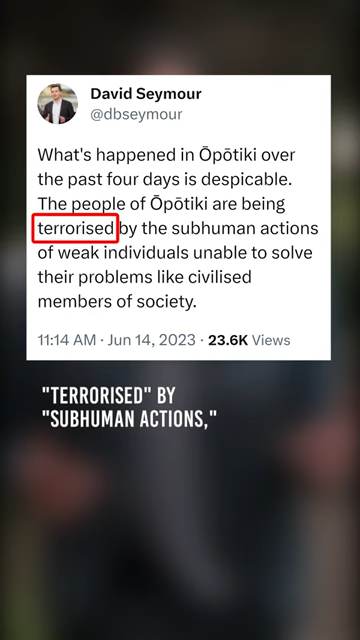 David Seymour
@dbseymour
What's happened in Ōpōtiki over
the past four days is despicable.
The people of Ōpōtiki are being
terrorised by the subhuman actions
of weak individuals unable to solve
their problems like civilised
members of society.
11:14 AM · Jun 14, 2023 · 23.6K Views
"TERRORISED" BY
"SUBHUMAN ACTIONS,"